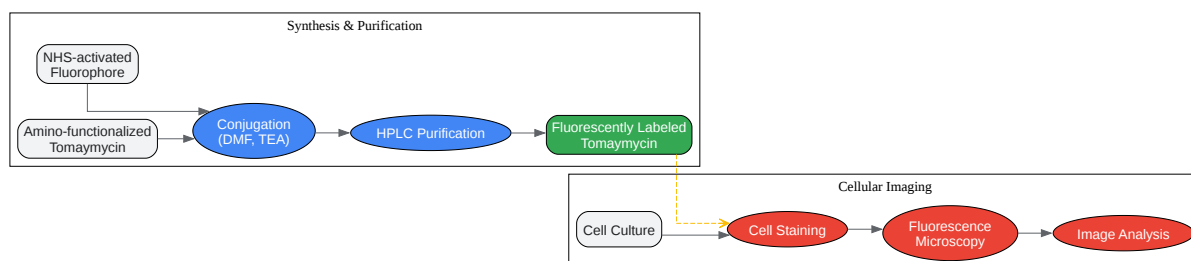 Synthesis & Purification
NHS-activated
Fluorophore
Amino-functionalized
Tomaymycin
Conjugation
(DMF, TEA)
HPLC Purification
Fluorescently Labeled
Tomaymycin
Cellular Imaging
Cell Culture
Cell Staining
Fluorescence
Microscopy
Image Analysis